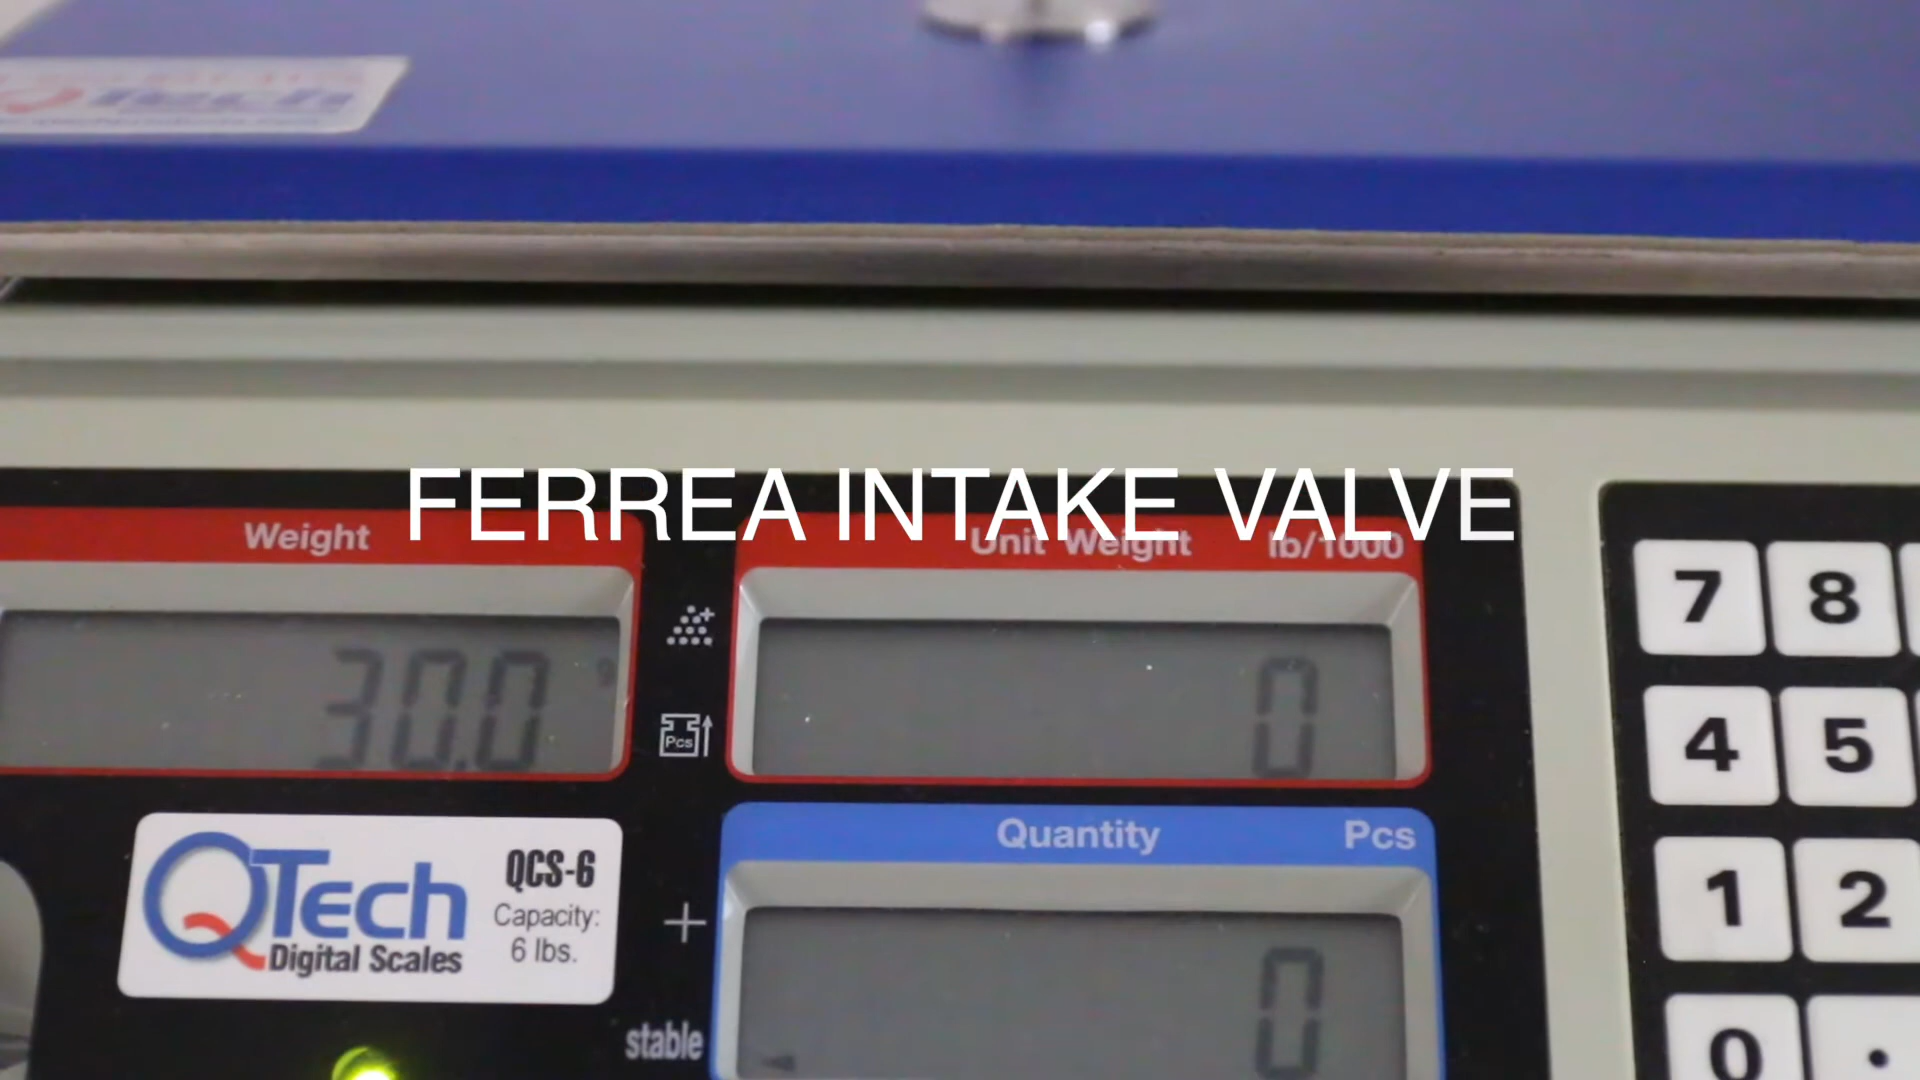 Tech
FERREA INTAKE VALVE
Weight
Unit Weight lb/1000
30.0 g
0
Pcs
7 8
4 5
QTech
Digital Scales
QCS-6
Capacity:
6 lbs.
Quantity Pcs
0
1 2
stable
0 .